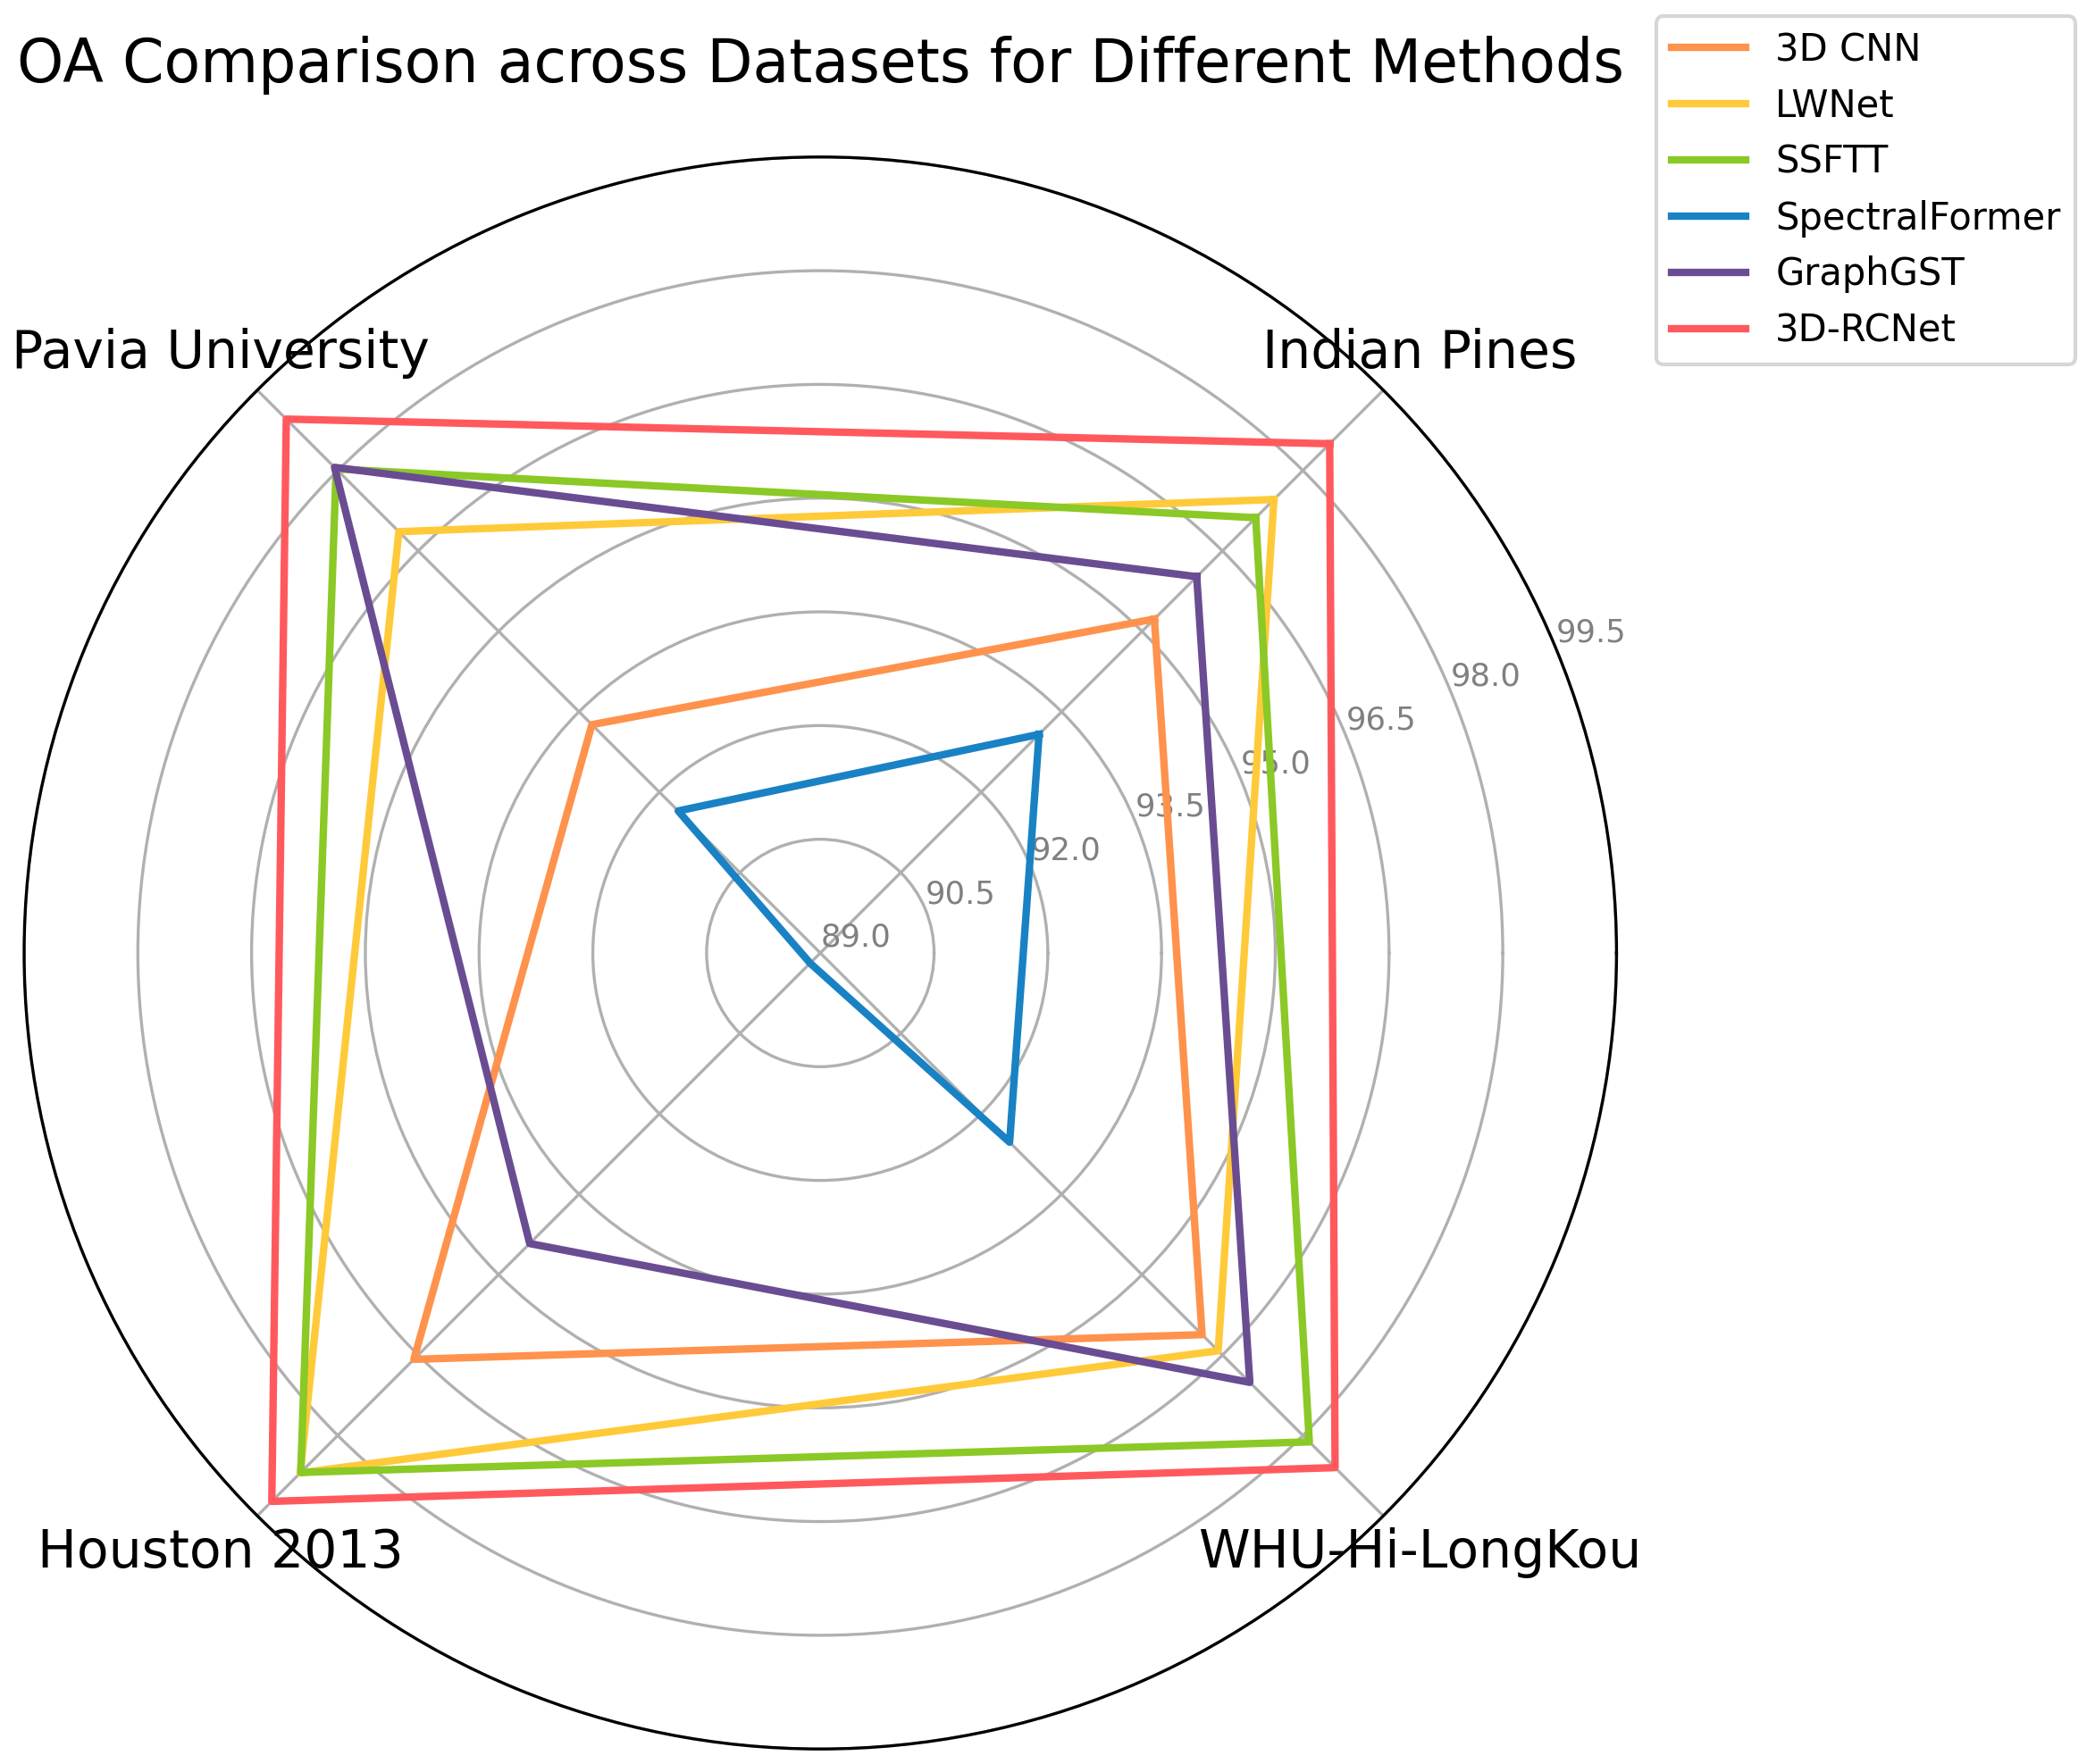 OA Comparison across Datasets for Different Methods
3D CNN
LWNet
SSFTT
SpectralFormer
GraphGST
3D-RCNet
Pavia University
Indian Pines
99.5
98.0
96.5
95.0
93.5
92.0
90.5
89.0
Houston 2013
WHU-Hi-LongKou